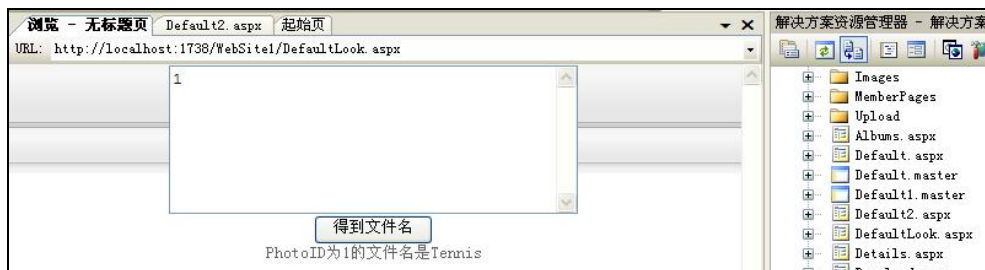 浏览 - 无标题页 Default2.aspx 起始页
URL: http://localhost:1738/WebSite1/DefaultLook.aspx
1
得到文件名
PhotoID为1的文件名是Tennis
解决方案资源管理器 - 解决方案
Images
MemberPages
Upload
Albums.aspx
Default.aspx
Default.master
Default1.master
Default2.aspx
DefaultLook.aspx
Details.aspx